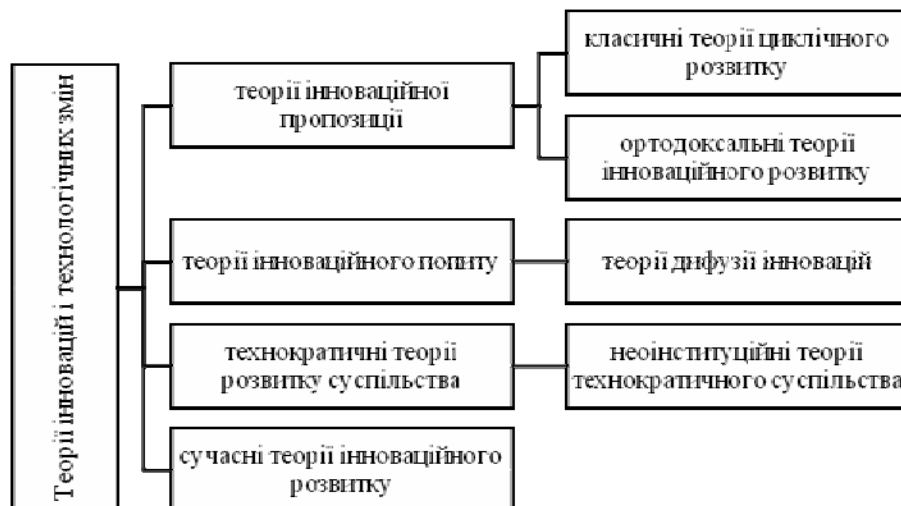 Теорії інновацій і технологічних змін
теорії інноваційної
пропозиції
класичні теорії циклічного
розвитку
ортодоксальні теорії
інноваційного розвитку
теорії інноваційного попиту
теорії дифузії інновацій
технократичні теорії
розвитку суспільства
неоінституційні теорії
технократичного суспільства
сучасні теорії інноваційного
розвитку